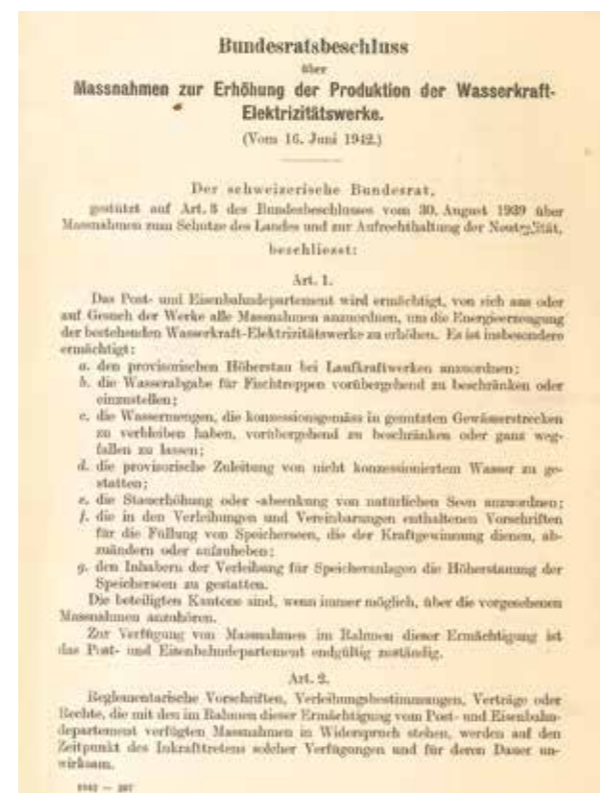 Bundesratsbeschluss
über
Massnahmen zur Erhöhung der Produktion der Wasserkraft-
Elektrizitätswerke.
(Vom 16. Juni 1942.)
Der schweizerische Bundesrat,
gestützt auf Art. 3 des Bundesbeschlusses vom 30. August 1939 über
Massnahmen zum Schutze des Landes und zur Aufrechthaltung der Neutralität,
beschliesst:
Art. 1.
Das Post- und Eisenbahndepartement wird ermächtigt, von sich aus oder
auf Gesuch der Werke alle Massnahmen anzuordnen, um die Energieerzeugung
der bestehenden Wasserkraft-Elektrizitätswerke zu erhöhen. Es ist insbesondere
ermächtigt:
a. den provisorischen Höherstau bei Laufkraftwerken anzuordnen;
b. die Wasserabgabe für Fischtreppen vorübergehend zu beschränken oder
einzustellen;
c. die Wassermengen, die konzessionsgemäss in genutzten Gewässerstrecken
zu verbleiben haben, vorübergehend zu beschränken oder ganz weg-
fallen zu lassen;
d. die provisorische Zuleitung von nicht konzessioniertem Wasser zu ge-
statten;
e. die Stauerhöhung oder -absenkung von natürlichen Seen anzuordnen;
f. die in den Verleihungen und Vereinbarungen enthaltenen Vorschriften
für die Füllung von Speicherseen, die der Kraftgewinnung dienen, ab-
zuändern oder aufzuheben;
g. den Inhabern der Verleihung für Speicheranlagen die Höherstauung der
Speicherseen zu gestatten.
Die beteiligten Kantone sind, wenn immer möglich, über die vorgesehenen
Massnahmen anzuhören.
Zur Verfügung von Massnahmen im Rahmen dieser Ermächtigung ist
das Post- und Eisenbahndepartement endgültig zuständig.
Art. 2.
Reglementarische Vorschriften, Verleihungsbestimmungen, Verträge oder
Rechte, die mit den im Rahmen dieser Ermächtigung vom Post- und Eisenbahn-
departement verfügten Massnahmen in Widerspruch stehen, werden auf den
Zeitpunkt des Inkrafttretens solcher Verfügungen und für deren Dauer un-
wirksam.